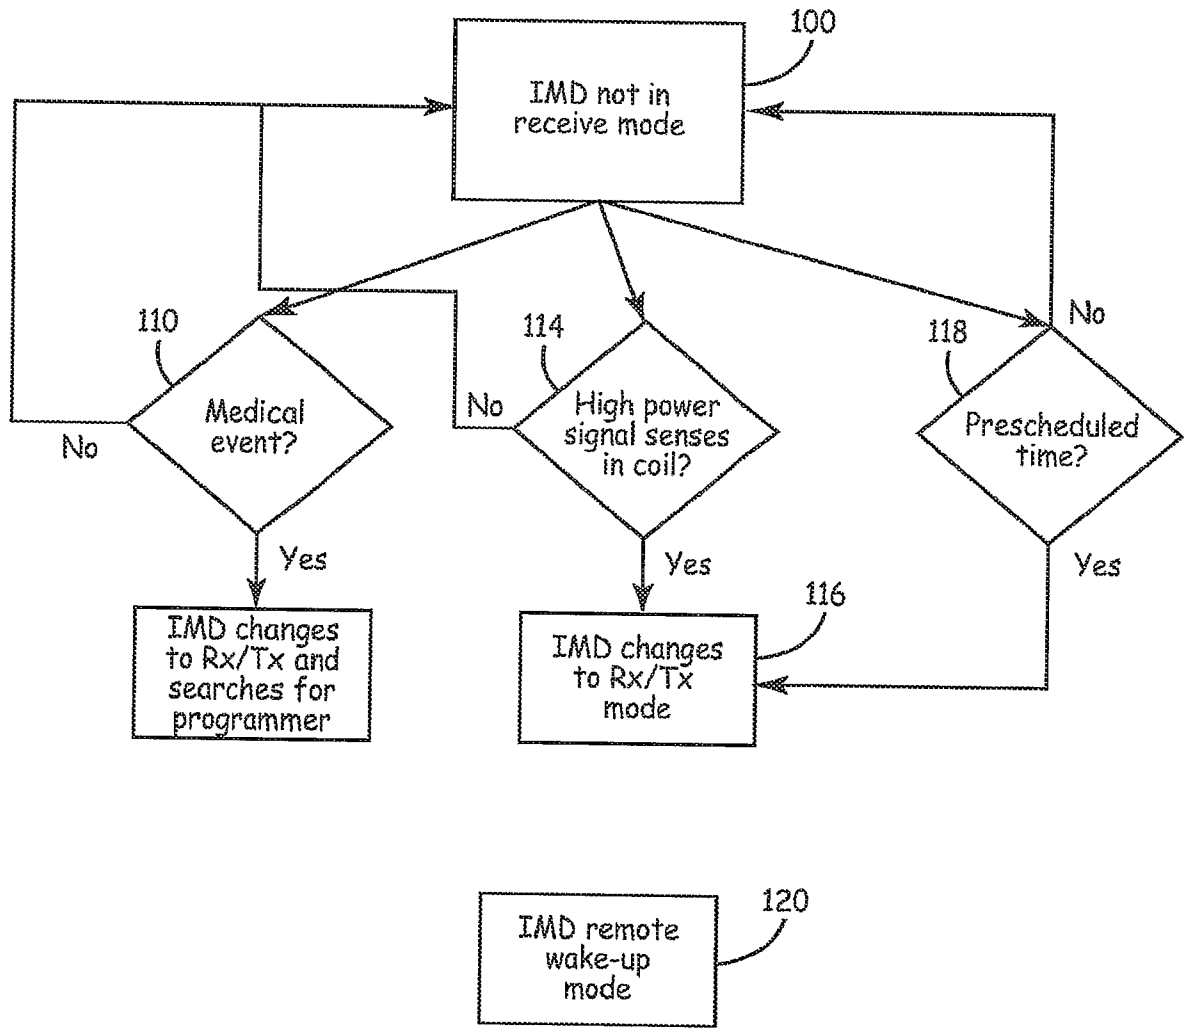 100
IMD not in
receive mode
110
114
118
No
Medical
event?
No
High power
signal senses
in coil?
No
Prescheduled
time?
Yes
Yes
Yes
116
IMD changes
to Rx/Tx and
searches for
programmer
IMD changes
to Rx/Tx
mode
120
IMD remote
wake-up
mode